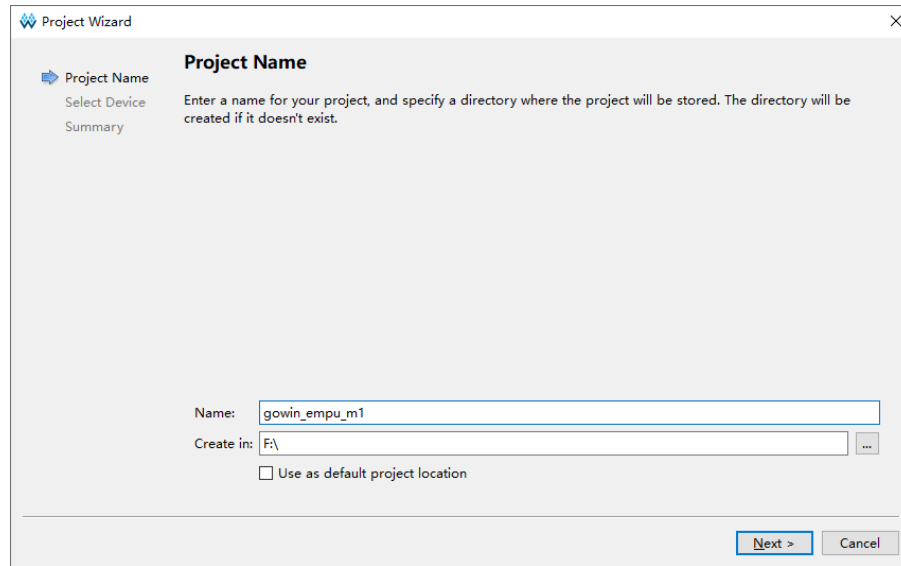 Project Wizard
Project Name
Select Device
Summary
Project Name
Enter a name for your project, and specify a directory where the project will be stored. The directory will be
created if it doesn't exist.
Name: gowin_empu_m1
Create in: F:\ ...
Use as default project location
Next > Cancel